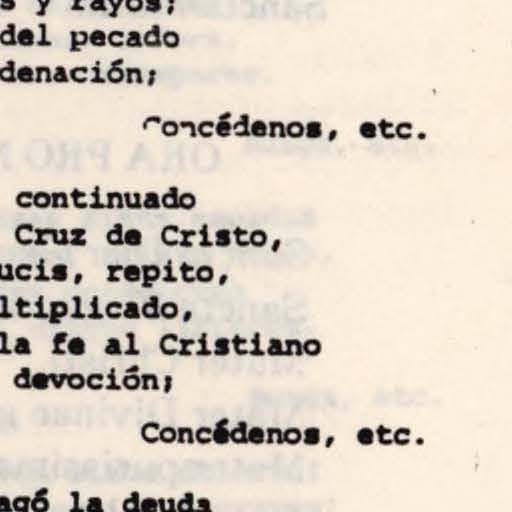 s y rayos;
del pecado
denación;
Concédenos, etc.
continuado
Cruz de Cristo,
ucis, repito,
ltiplicado,
la fe al Cristiano
devoción;
Concédenos, etc.
agó la deuda